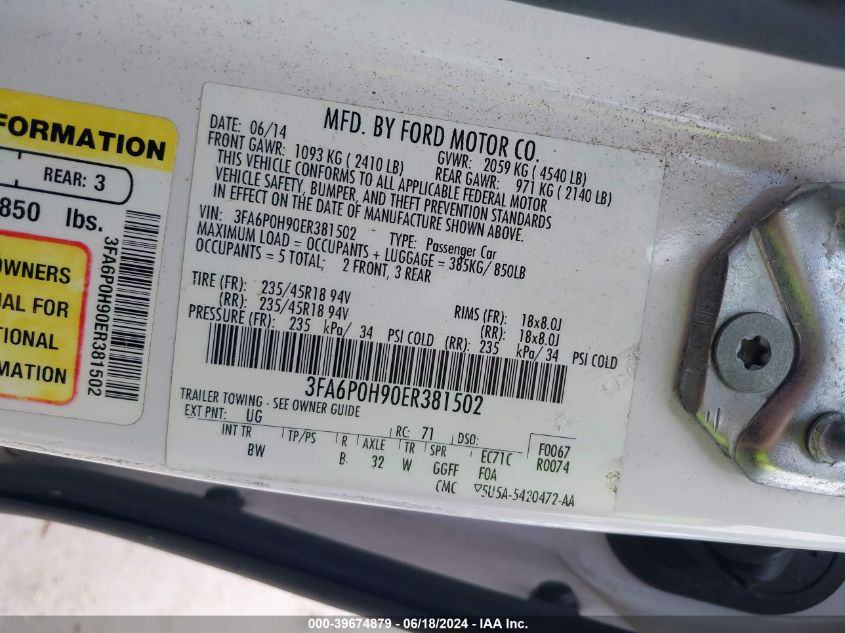 FORMATION
REAR: 3
850 lbs.
OWNERS
AL FOR
TIONAL
RMATION
3FA6P0H90ER381502
MFD. BY FORD MOTOR CO.
DATE: 06/14
GVWR: 2059 KG ( 4540 LB)
FRONT GAWR: 1093 KG ( 2410 LB)
REAR GAWR: 971 KG ( 2140 LB)
THIS VEHICLE CONFORMS TO ALL APPLICABLE FEDERAL MOTOR
VEHICLE SAFETY, BUMPER, AND THEFT PREVENTION STANDARDS
IN EFFECT ON THE DATE OF MANUFACTURE SHOWN ABOVE.
VIN: 3FA6P0H90ER381502 - TYPE: Passenger Car
MAXIMUM LOAD = OCCUPANTS + LUGGAGE = 385KG/ 850LB
OCCUPANTS = 5 TOTAL; 2 FRONT, 3 REAR
TIRE (FR): 235/45R18 94V RIMS (FR): 18x8.0J
(RR): 235/45R18 94V (RR): 18x8.0J
PRESSURE (FR): 235 kPa/ 34 PSI COLD (RR): 235 kPa/ 34 PSI COLD
3FA6P0H90ER381502
TRAILER TOWING - SEE OWNER GUIDE
EXT PNT: UG RC: 71 DSO: F0067
INT TR TP/PS R AXLE TR SPR EC71C R0074
BW B 32 W GGFF F0A
CMC 5U5A-5420472-AA
000-39674879 - 06/18/2024 - IAA Inc.